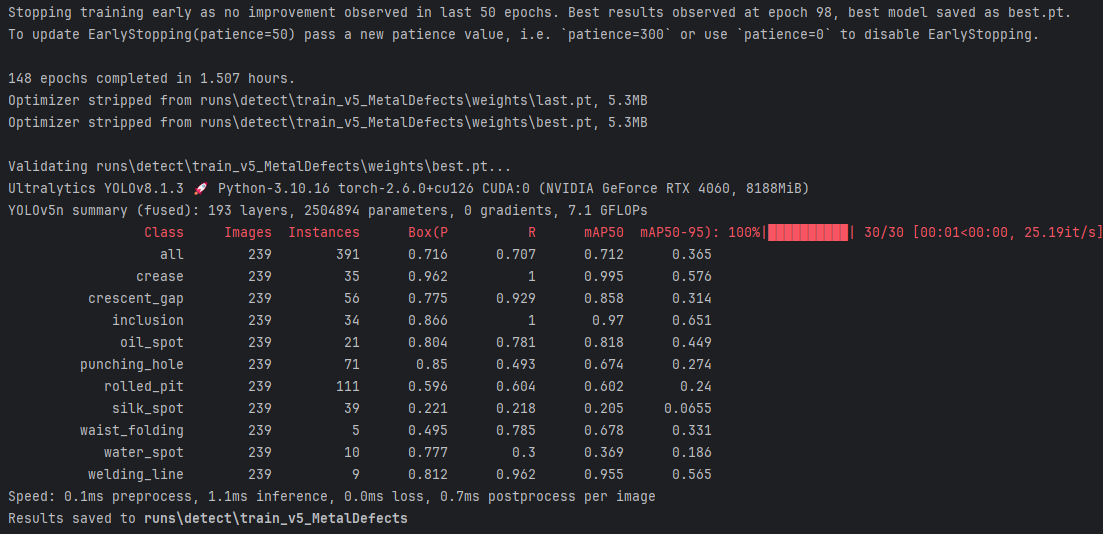 Stopping training early as no improvement observed in last 50 epochs. Best results observed at epoch 98, best model saved as best.pt.
To update EarlyStopping(patience=50) pass a new patience value, i.e. `patience=300` or use `patience=0` to disable EarlyStopping.
148 epochs completed in 1.507 hours.
Optimizer stripped from runs\detect\train_v5_MetalDefects\weights\last.pt, 5.3MB
Optimizer stripped from runs\detect\train_v5_MetalDefects\weights\best.pt, 5.3MB
Validating runs\detect\train_v5_MetalDefects\weights\best.pt...
Ultralytics YOLOv8.1.3 🚀 Python-3.10.16 torch-2.6.0+cu126 CUDA:0 (NVIDIA GeForce RTX 4060, 8188MiB)
YOLOv5n summary (fused): 193 layers, 2504894 parameters, 0 gradients, 7.1 GFLOPs
Class Images Instances Box(P R mAP50 mAP50-95): 100%|██████████| 30/30 [00:01<00:00, 25.19it/s]
all 239 391 0.716 0.707 0.712 0.365
crease 239 35 0.962 1 0.995 0.576
crescent_gap 239 56 0.775 0.929 0.858 0.314
inclusion 239 34 0.866 1 0.97 0.651
oil_spot 239 21 0.804 0.781 0.818 0.449
punching_hole 239 71 0.85 0.493 0.674 0.274
rolled_pit 239 111 0.596 0.604 0.602 0.24
silk_spot 239 39 0.221 0.218 0.205 0.0655
waist_folding 239 5 0.495 0.785 0.678 0.331
water_spot 239 10 0.777 0.3 0.369 0.186
welding_line 239 9 0.812 0.962 0.955 0.565
Speed: 0.1ms preprocess, 1.1ms inference, 0.0ms loss, 0.7ms postprocess per image
Results saved to runs\detect\train_v5_MetalDefects